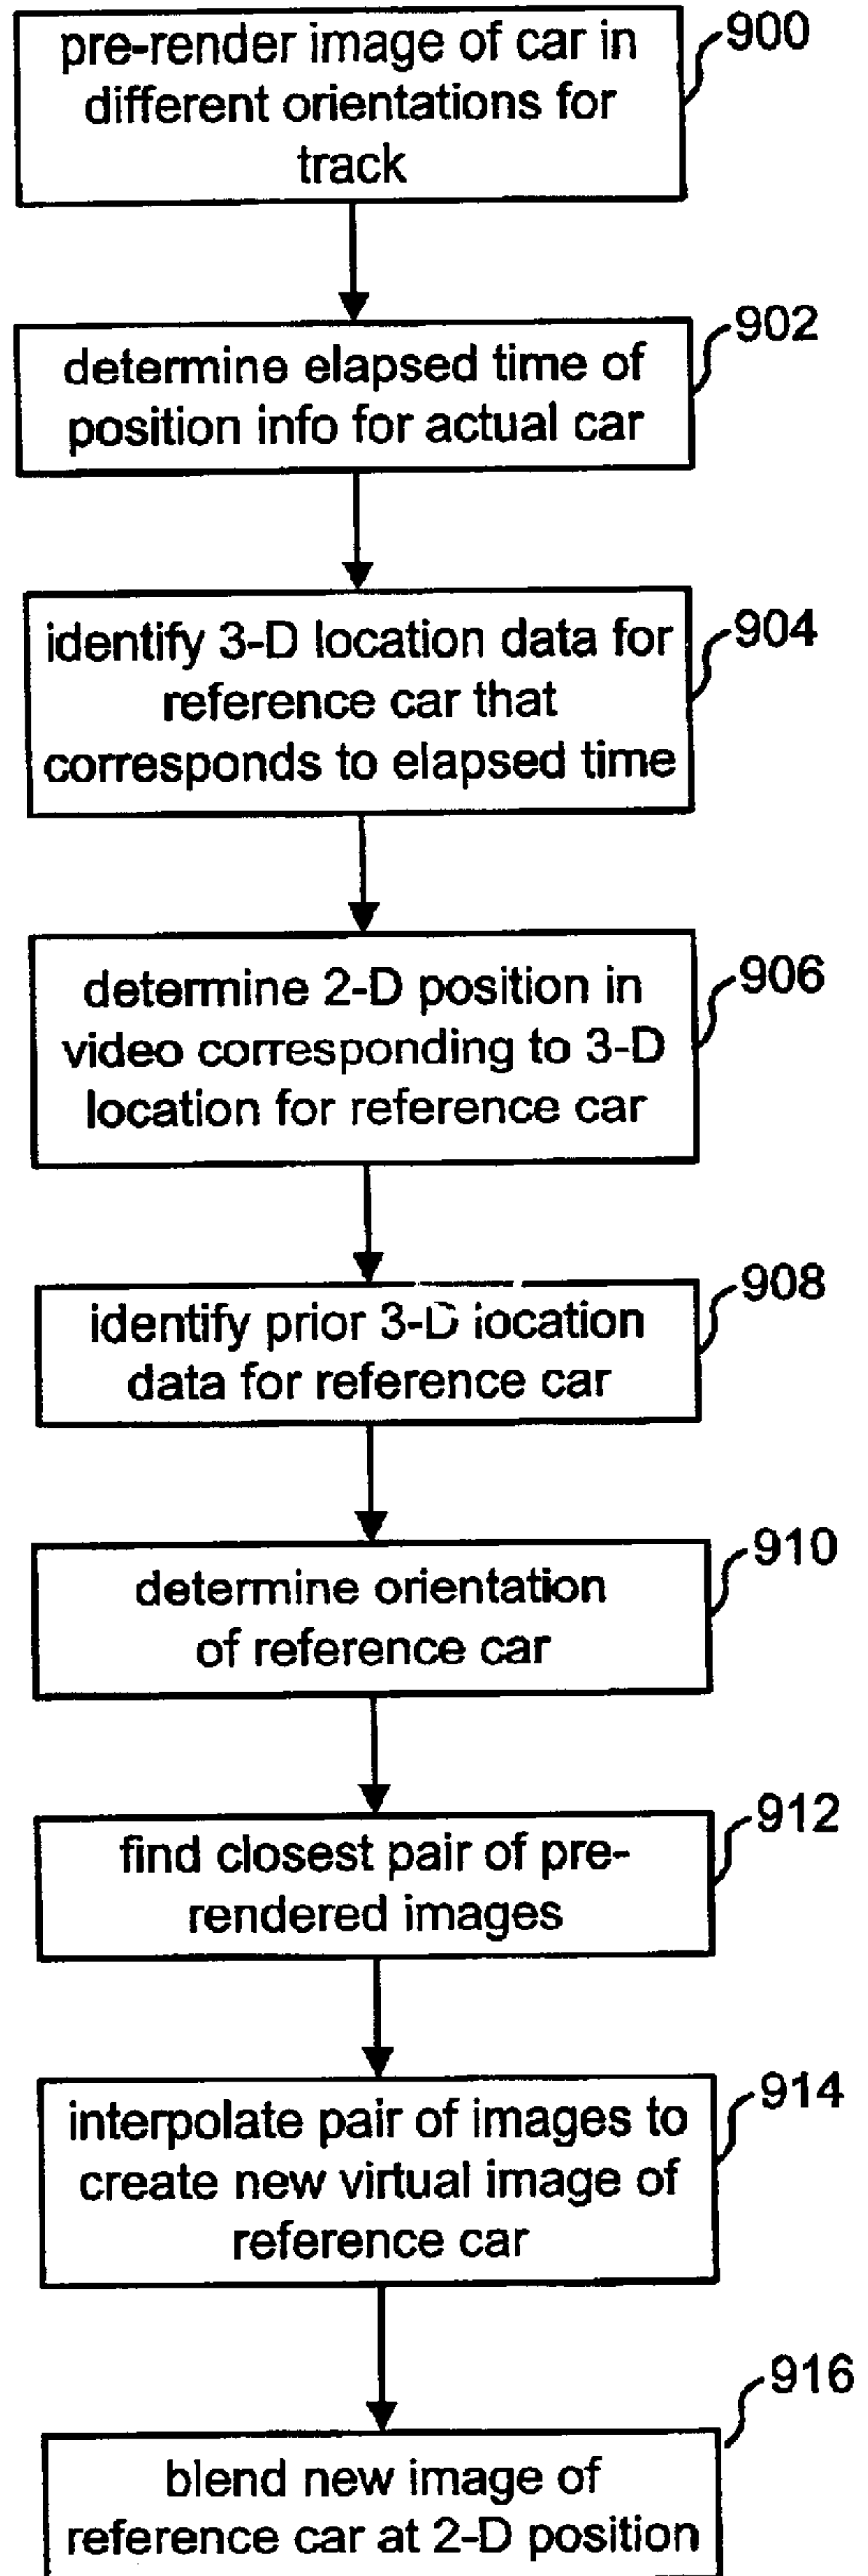 pre-render image of car in
different orientations for
track
900
determine elapsed time of
position info for actual car
902
identify 3-D location data for
reference car that
corresponds to elapsed time
904
determine 2-D position in
video corresponding to 3-D
location for reference car
906
identify prior 3-D location
data for reference car
908
determine orientation
of reference car
910
find closest pair of pre-
rendered images
912
interpolate pair of images to
create new virtual image of
reference car
914
blend new image of
reference car at 2-D position
916